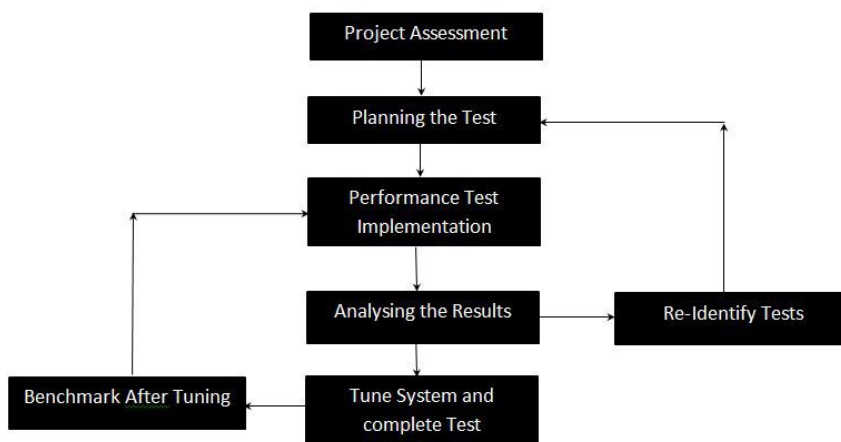 Project Assessment
Planning the Test
Performance Test
Implementation
Analysing the Results
Re-Identify Tests
Benchmark After Tuning
Tune System and
complete Test